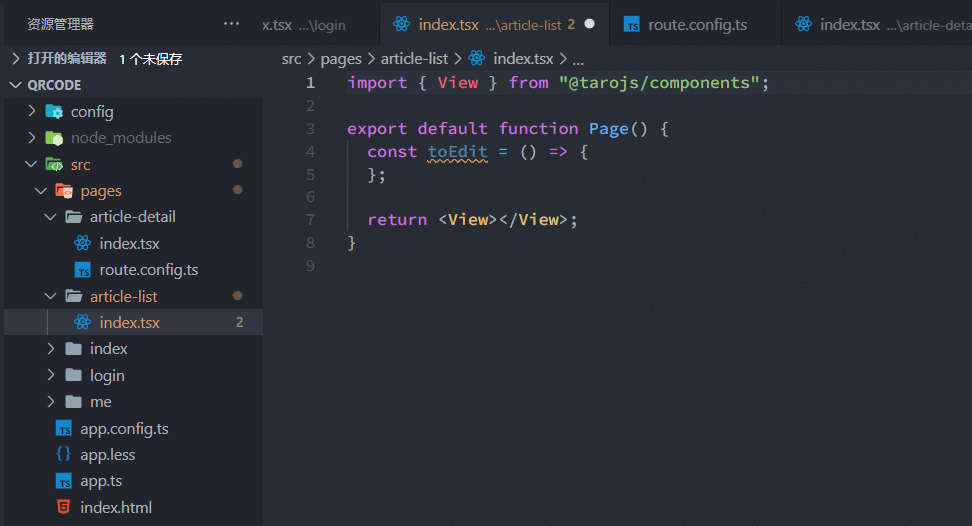 资源管理器 ···
x.tsx ...\login
index.tsx ...\article-list 2
route.config.ts
index.tsx ...\article-deta
打开的编辑器 1 个未保存
src > pages > article-list > index.tsx > ...
QRCODE
config
node_modules
src
pages
article-detail
index.tsx
route.config.ts
article-list
index.tsx 2
index
login
me
app.config.ts
app.less
app.ts
index.html
1 import { View } from "@tarojs/components";
2
3 export default function Page() {
4 const toEdit = () => {
5 };
6
7 return <View></View>;
8 }
9